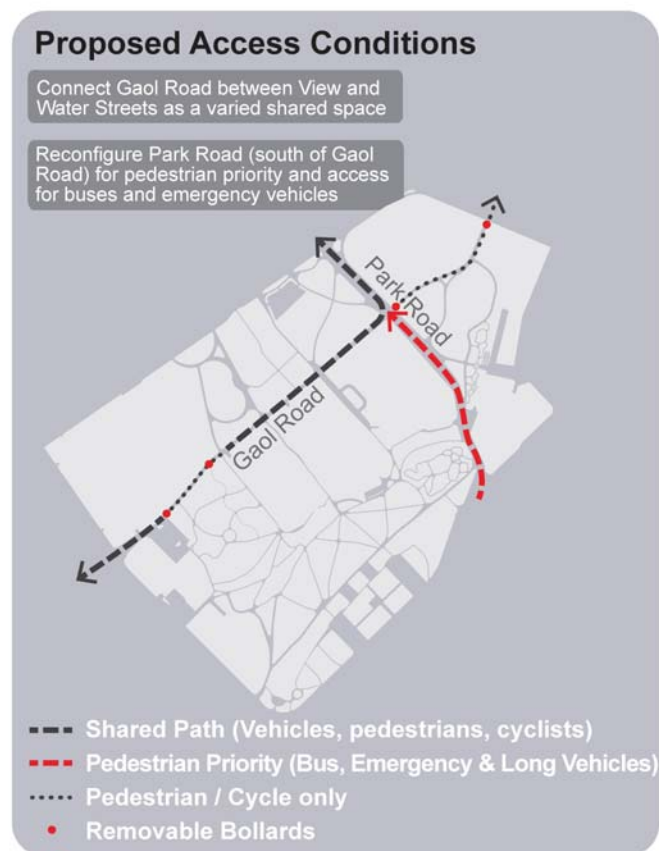 Proposed Access Conditions
Connect Gaol Road between View and
Water Streets as a varied shared space
Reconfigure Park Road (south of Gaol
Road) for pedestrian priority and access
for buses and emergency vehicles
Park Road
Gaol Road
Shared Path (Vehicles, pedestrians, cyclists)
Pedestrian Priority (Bus, Emergency & Long Vehicles)
Pedestrian / Cycle only
Removable Bollards